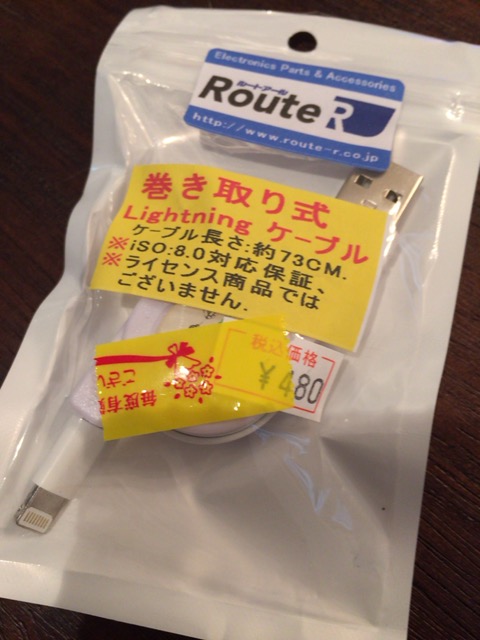 Electronics Parts & Accessories
ルート・アール
Route R
http://www.route-r.co.jp
巻き取り式
Lightning ケーブル
ケーブル長さ:約73CM.
※iSO:8.0対応保証、
※ライセンス商品では
ございません.
税込価格
¥480